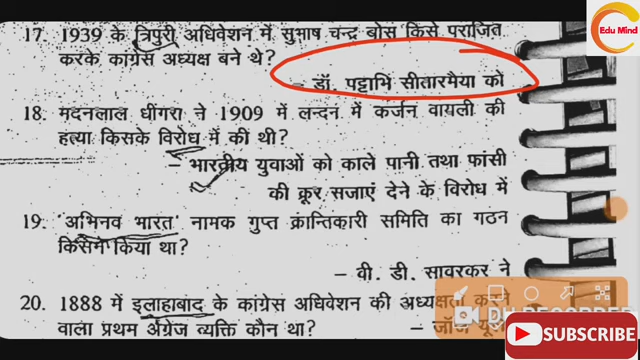 17. 1939 के त्रिपुरी अधिवेशन में सुभाष चन्द्र बोस किसे पराजित
करके कांग्रेस अध्यक्ष बने थे?
– डॉ. पट्टाभि सीतारमैया को
18. मदनलाल धींगरा ने 1909 में लन्दन में कर्जन वायली की
हत्या किसके विरोध में की थी?
– भारतीय युवाओं को काले पानी तथा फांसी
की क्रूर सजाएं देने के विरोध में
19. 'अभिनव भारत' नामक गुप्त क्रान्तिकारी समिति का गठन
किसने किया था?
– वी. डी. सावरकर ने
20. 1888 में इलाहाबाद के कांग्रेस अधिवेशन की अध्यक्षता करने
वाला प्रथम अंग्रेज व्यक्ति कौन था? – जॉर्ज यूल
Edu Mind
SUBSCRIBE